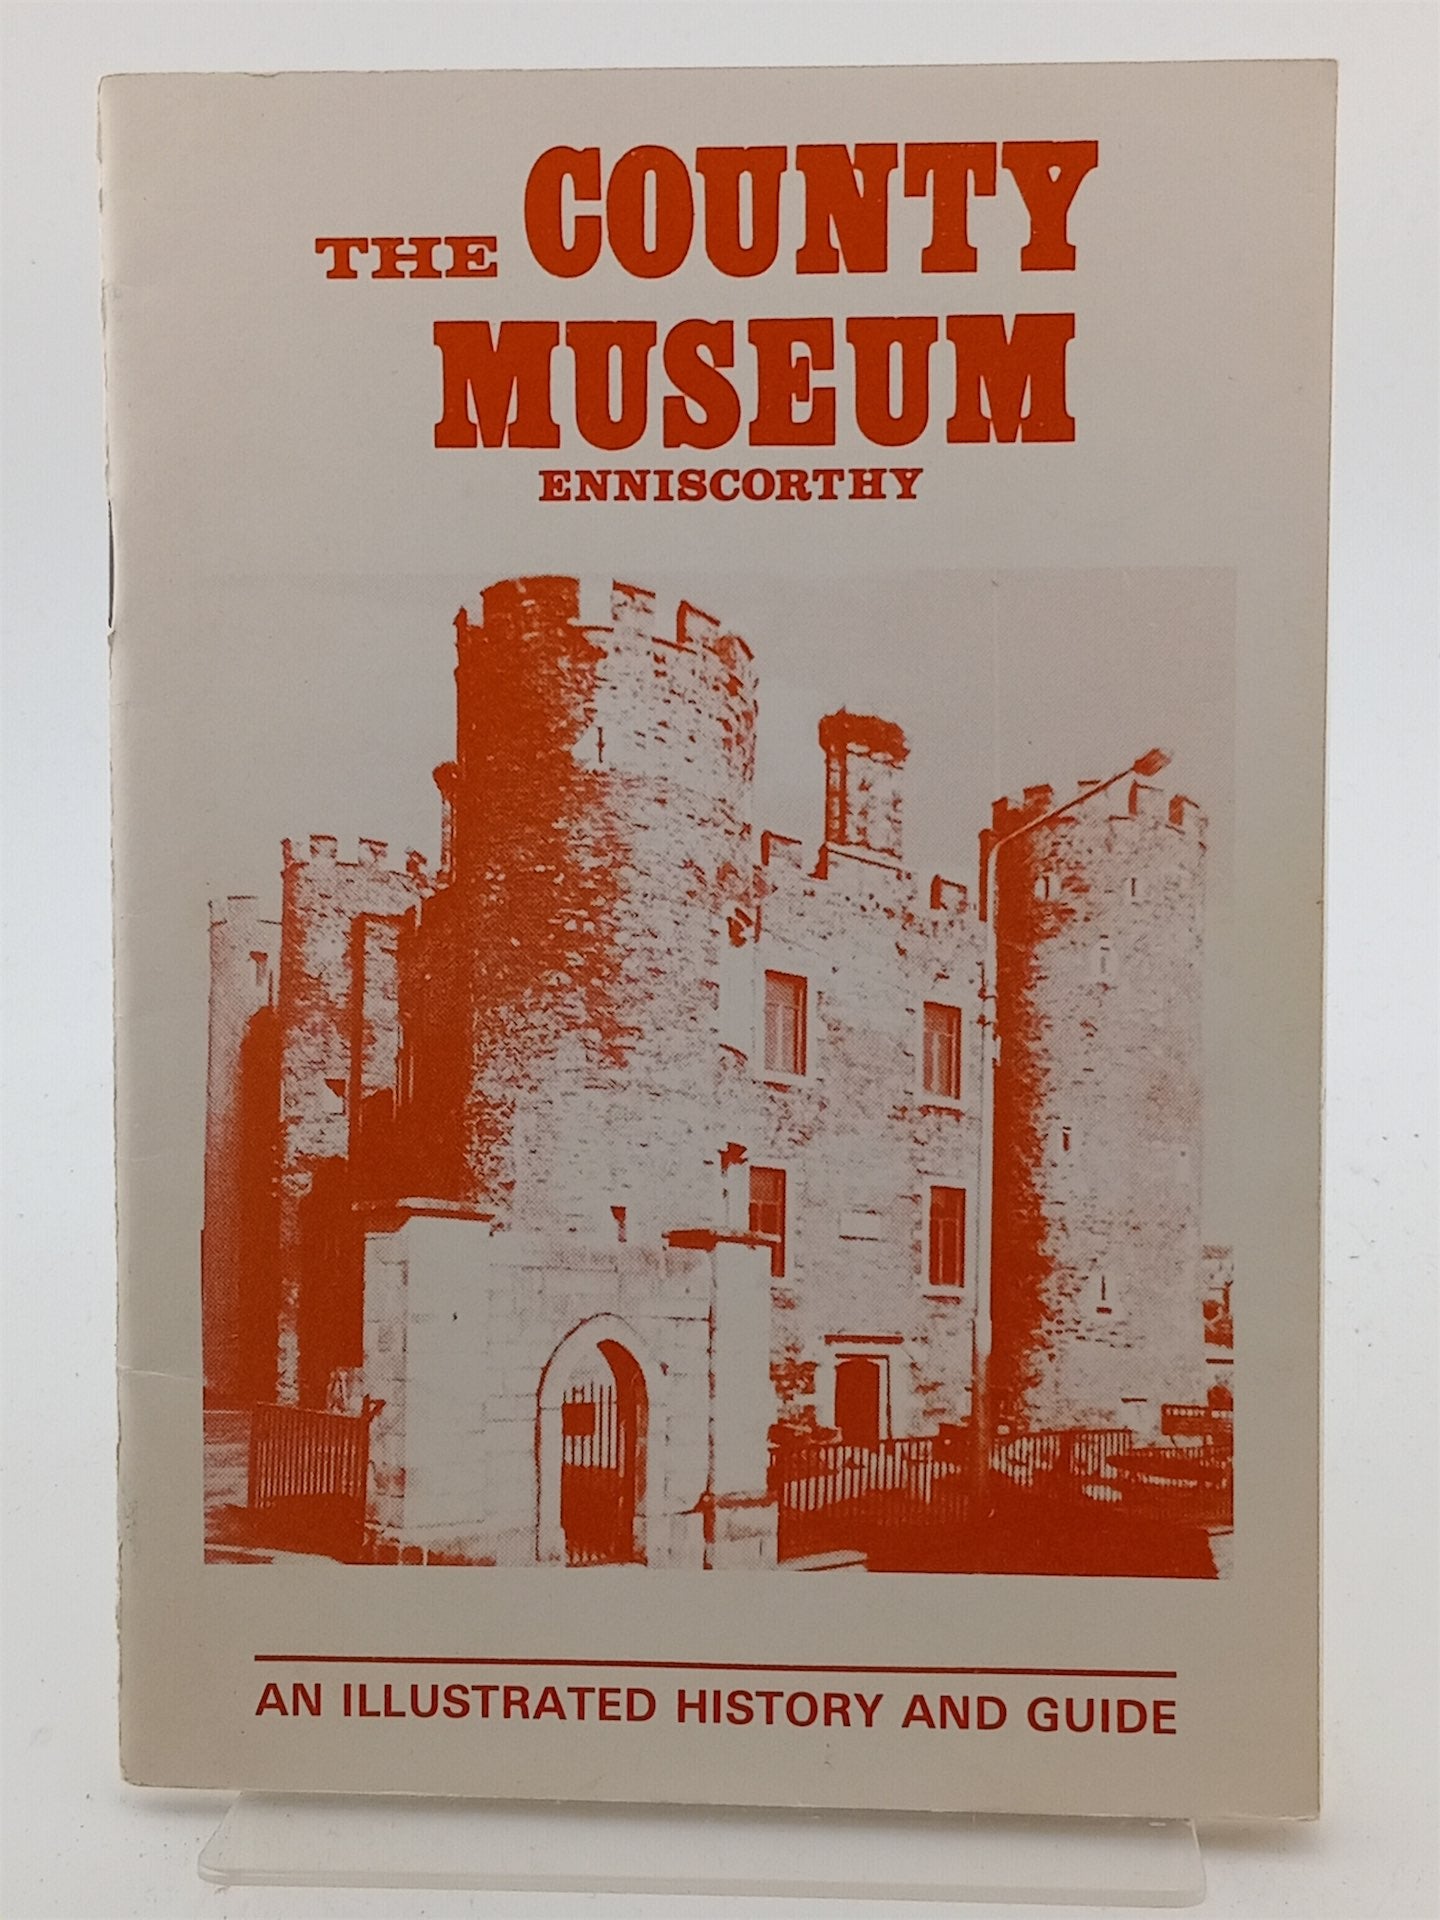 THE COUNTY
MUSEUM
ENNISCORTHY
AN ILLUSTRATED HISTORY AND GUIDE